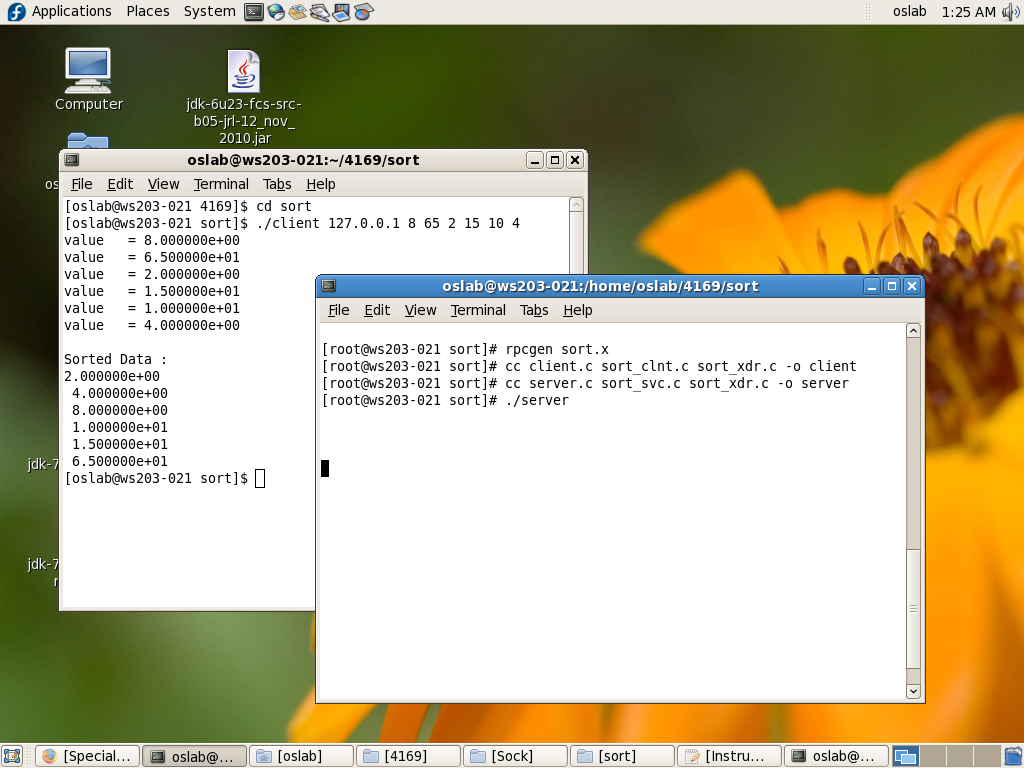 Applications Places System oslab 1:25 AM
Computer
jdk-6u23-fcs-src-
b05-jrl-12_nov_
2010.jar
os
jdk-7
jdk-7
r
oslab@ws203-021:~/4169/sort
File Edit View Terminal Tabs Help
[oslab@ws203-021 4169]$ cd sort
[oslab@ws203-021 sort]$ ./client 127.0.0.1 8 65 2 15 10 4
value   = 8.000000e+00
value   = 6.500000e+01
value   = 2.000000e+00
value   = 1.500000e+01
value   = 1.000000e+01
value   = 4.000000e+00
Sorted Data :
2.000000e+00
 4.000000e+00
 8.000000e+00
 1.000000e+01
 1.500000e+01
 6.500000e+01
[oslab@ws203-021 sort]$
oslab@ws203-021:/home/oslab/4169/sort
File Edit View Terminal Tabs Help
[root@ws203-021 sort]# rpcgen sort.x
[root@ws203-021 sort]# cc client.c sort_clnt.c sort_xdr.c -o client
[root@ws203-021 sort]# cc server.c sort_svc.c sort_xdr.c -o server
[root@ws203-021 sort]# ./server
[Special... oslab@... [oslab] [4169] [Sock] [sort] [Instru... oslab@...